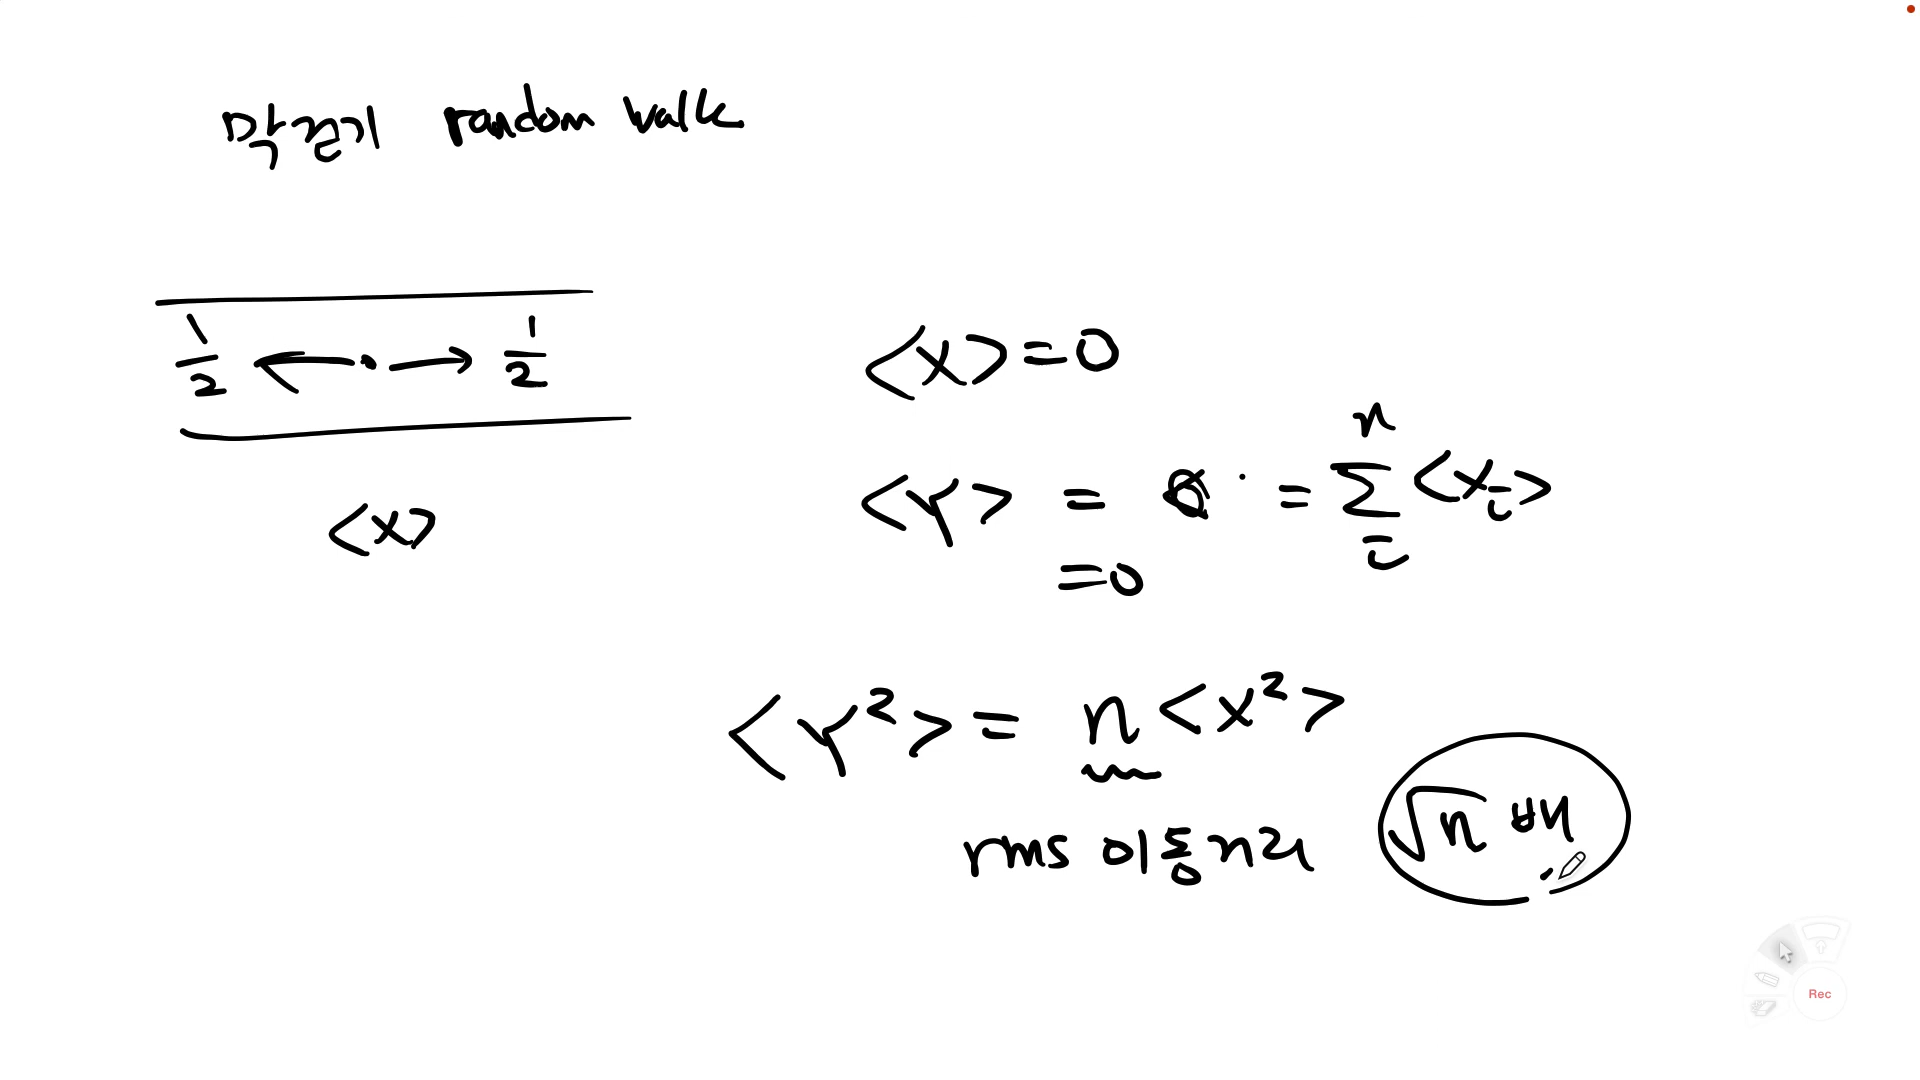 막걷기 random walk
1/2 ← · → 1/2
<x>
<x> = 0
<Y> = = Σ_i^n <x_i>
= 0
<Y²> = n <x²>
rms 이동거리 √n 배
Rec